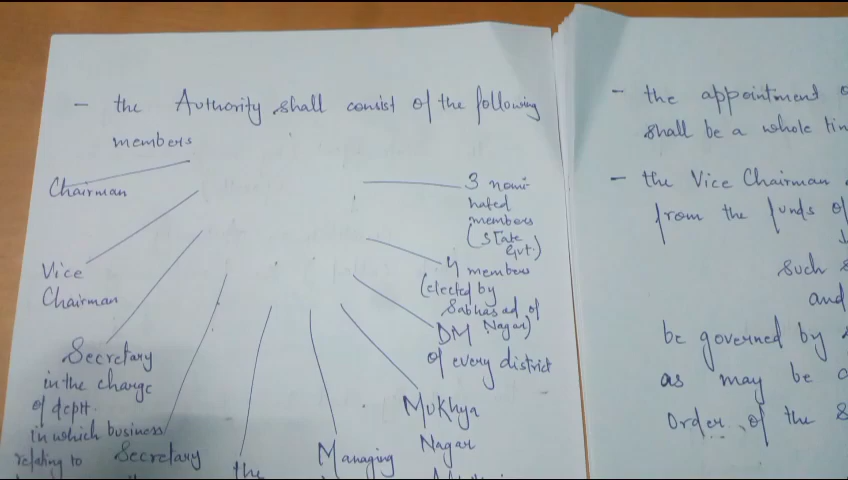 - the Authority shall consist of the following
members
Chairman
Vice
Chairman
Secretary
in the charge
of deptt.
in which business
relating to
Secretary
the
Managing
Mukhya
Nagar
DM
of every district
4 members
(elected by
Sabhasad of
Nagar)
3 nomi-
nated
members
(State
Gvt.)
- the appointment
shall be a whole tim
- the Vice Chairman
from the funds of
such
and
be governed by
as may be
order of the S